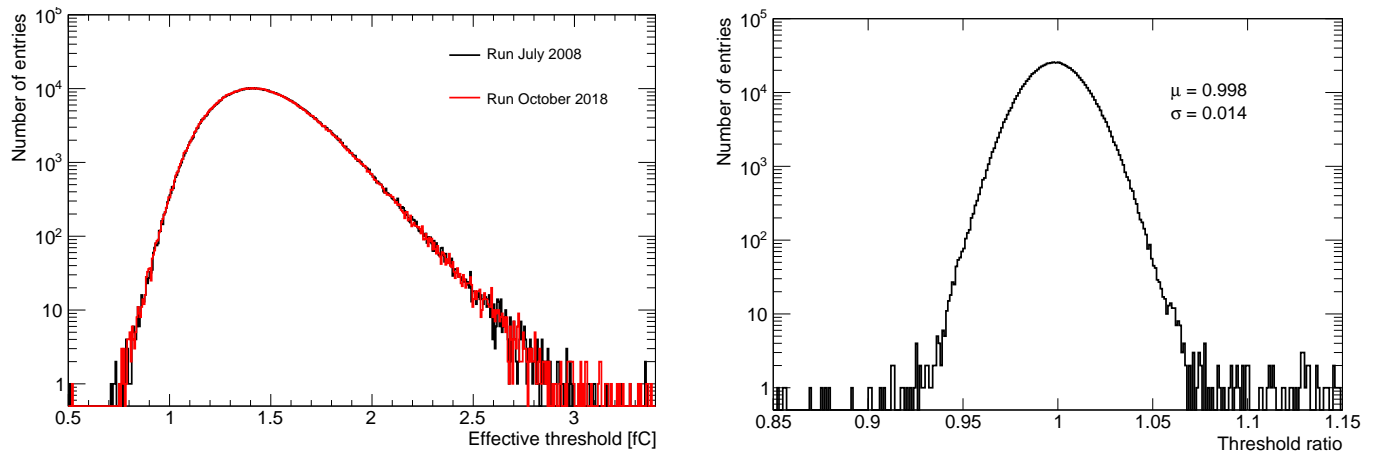 Number of entries
10⁵
10⁴
10³
10²
10
1
Run July 2008
Run October 2018
0.5 1 1.5 2 2.5 3
Effective threshold [fC]
Number of entries
10⁵
10⁴
10³
10²
10
1
μ = 0.998
σ = 0.014
0.85 0.9 0.95 1 1.05 1.1 1.15
Threshold ratio